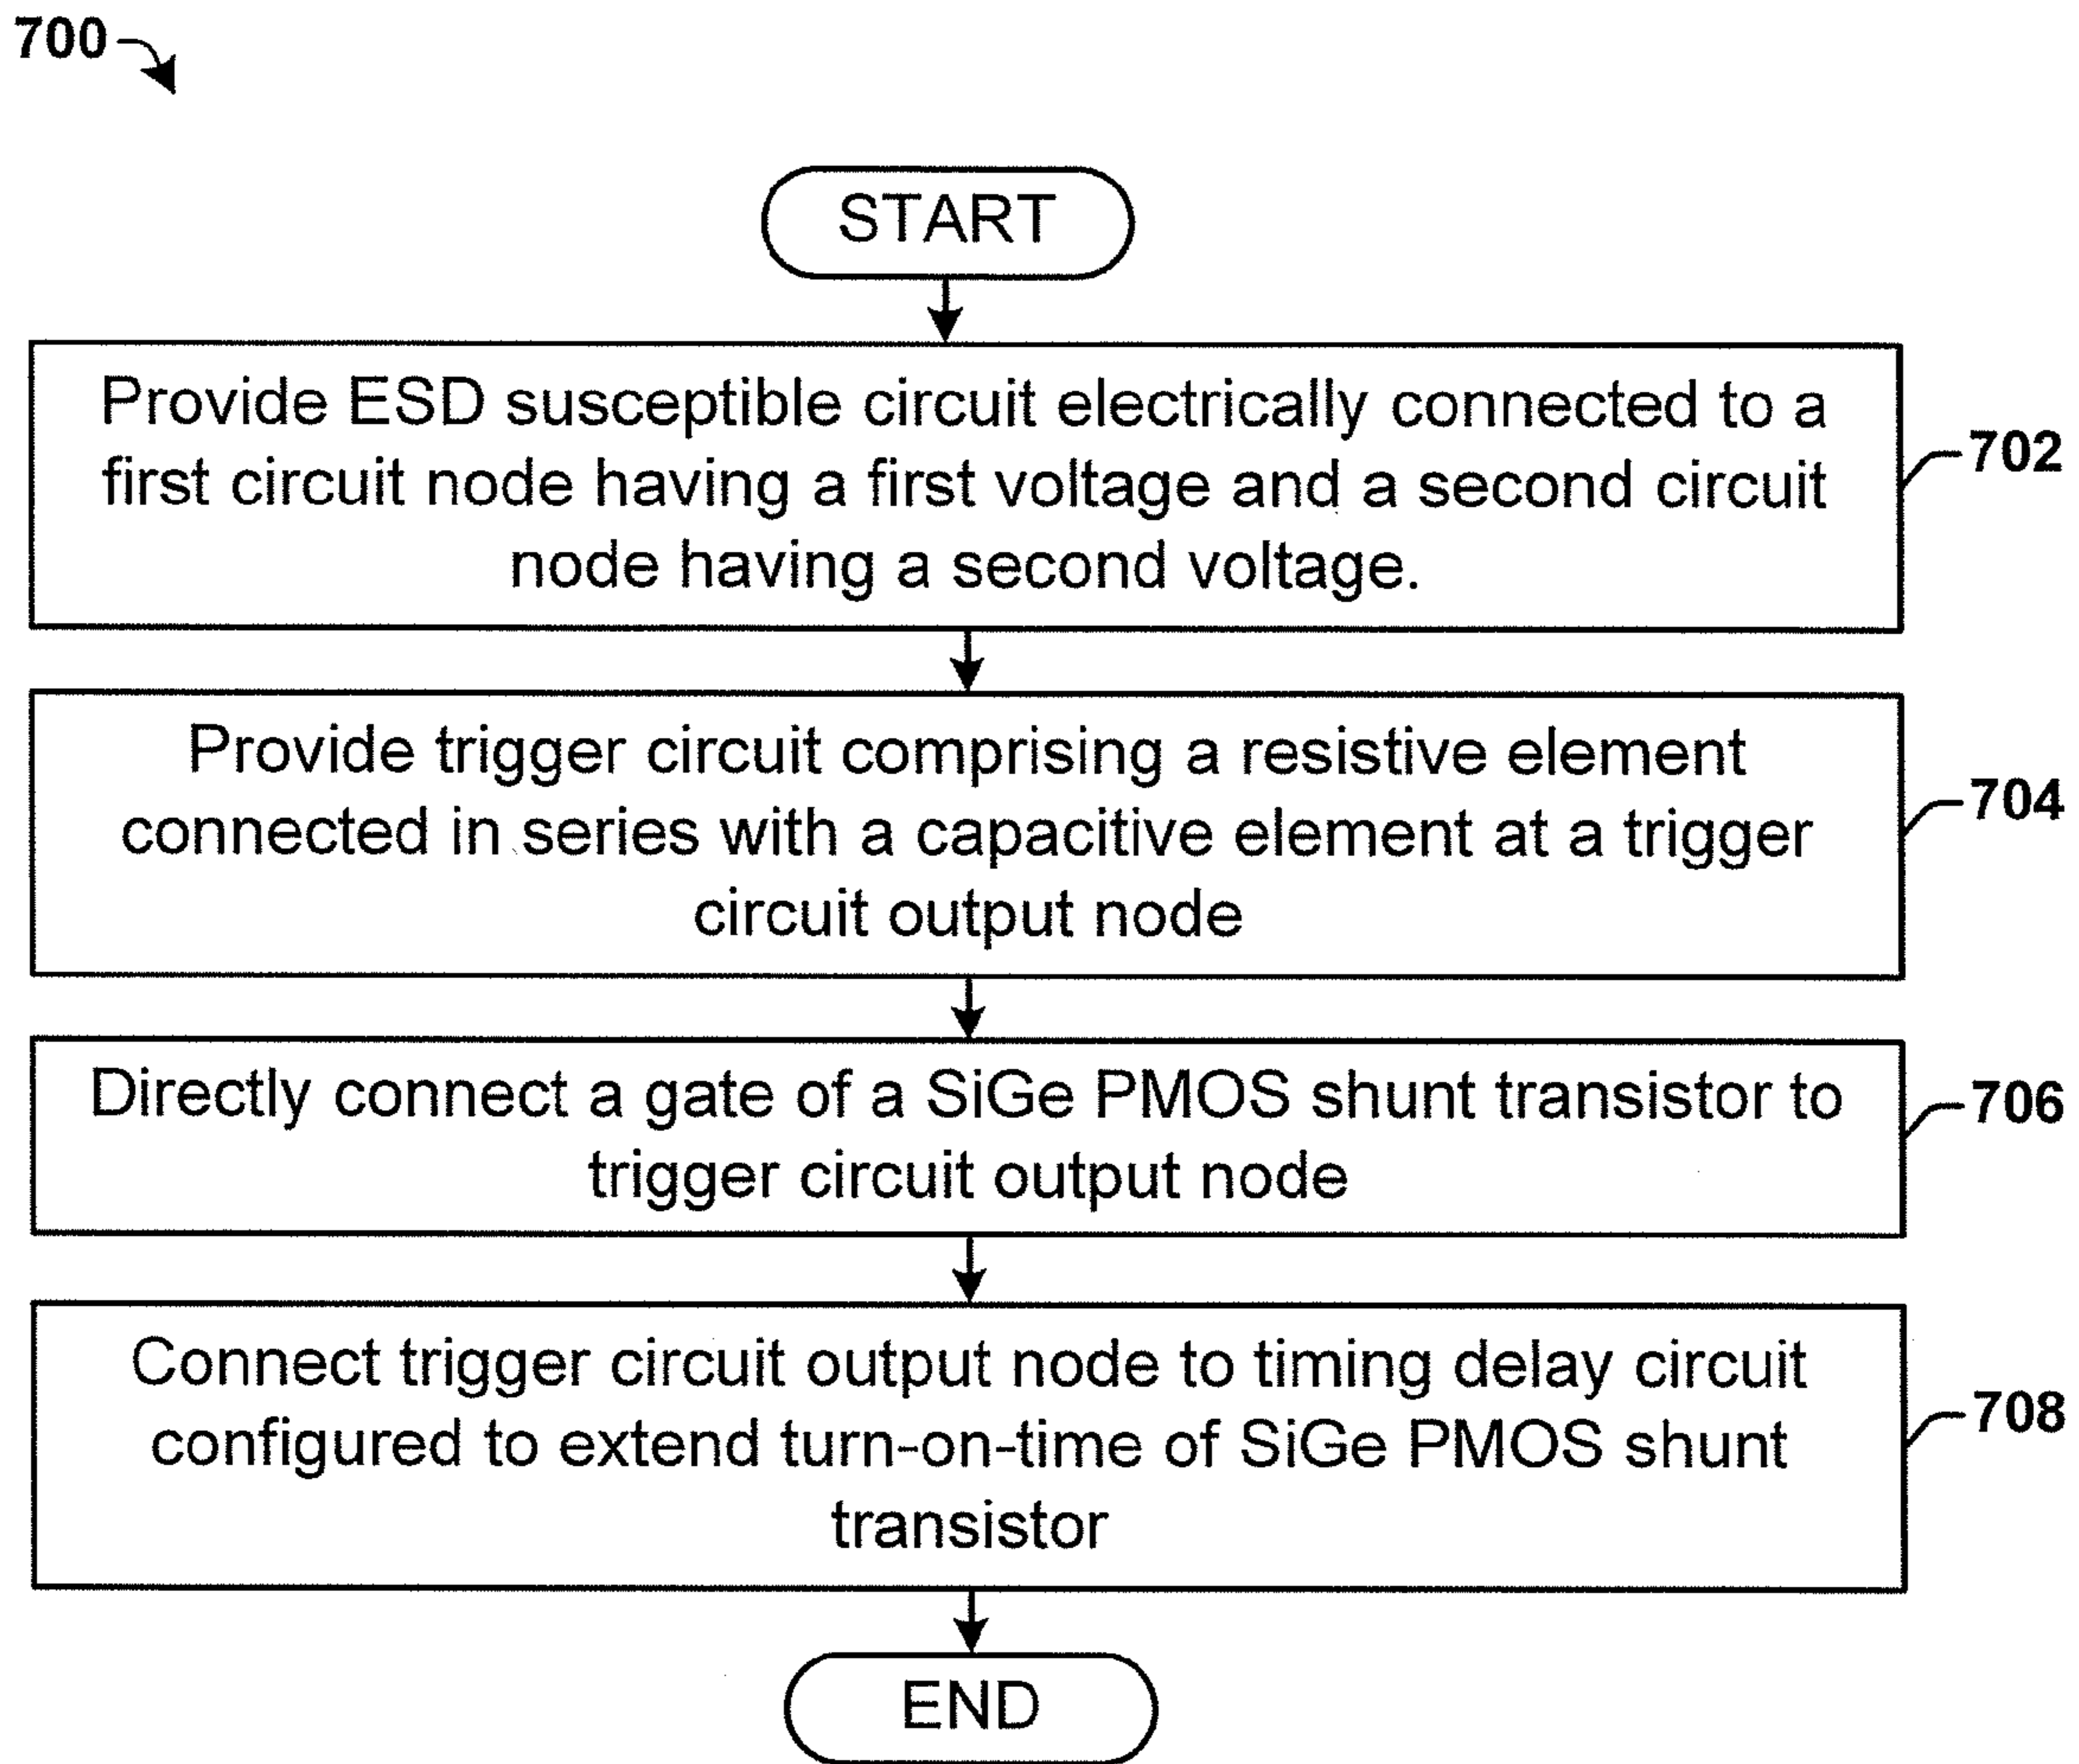 700
START
Provide ESD susceptible circuit electrically connected to a
first circuit node having a first voltage and a second circuit
node having a second voltage.
702
Provide trigger circuit comprising a resistive element
connected in series with a capacitive element at a trigger
circuit output node
704
Directly connect a gate of a SiGe PMOS shunt transistor to
trigger circuit output node
706
Connect trigger circuit output node to timing delay circuit
configured to extend turn-on-time of SiGe PMOS shunt
transistor
708
END